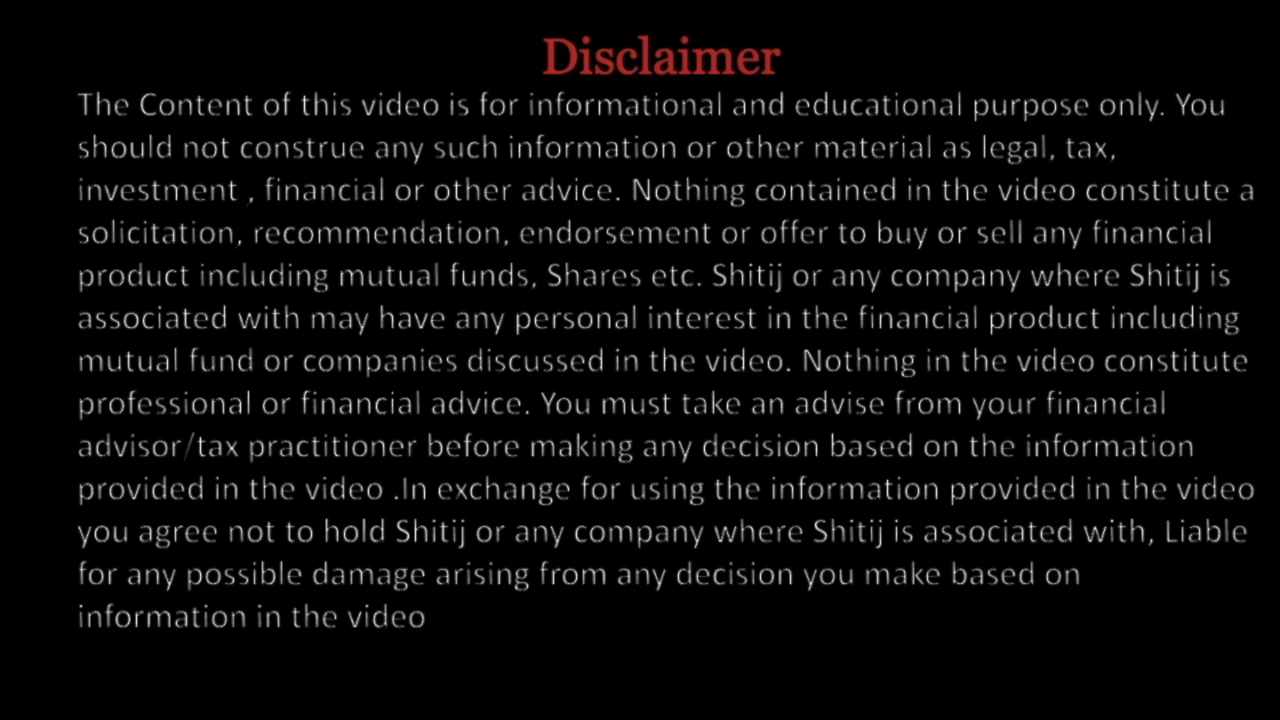 Disclaimer
The Content of this video is for informational and educational purpose only. You
should not construe any such information or other material as legal, tax,
investment , financial or other advice. Nothing contained in the video constitute a
solicitation, recommendation, endorsement or offer to buy or sell any financial
product including mutual funds, Shares etc. Shitij or any company where Shitij is
associated with may have any personal interest in the financial product including
mutual fund or companies discussed in the video. Nothing in the video constitute
professional or financial advice. You must take an advise from your financial
advisor/tax practitioner before making any decision based on the information
provided in the video .In exchange for using the information provided in the video
you agree not to hold Shitij or any company where Shitij is associated with, Liable
for any possible damage arising from any decision you make based on
information in the video